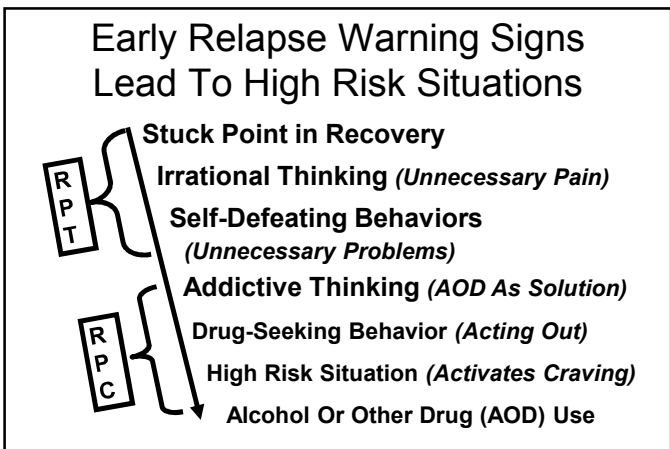 Early Relapse Warning Signs
Lead To High Risk Situations
Stuck Point in Recovery
Irrational Thinking (Unnecessary Pain)
Self-Defeating Behaviors
(Unnecessary Problems)
Addictive Thinking (AOD As Solution)
Drug-Seeking Behavior (Acting Out)
High Risk Situation (Activates Craving)
Alcohol Or Other Drug (AOD) Use
R
P
T
R
P
C